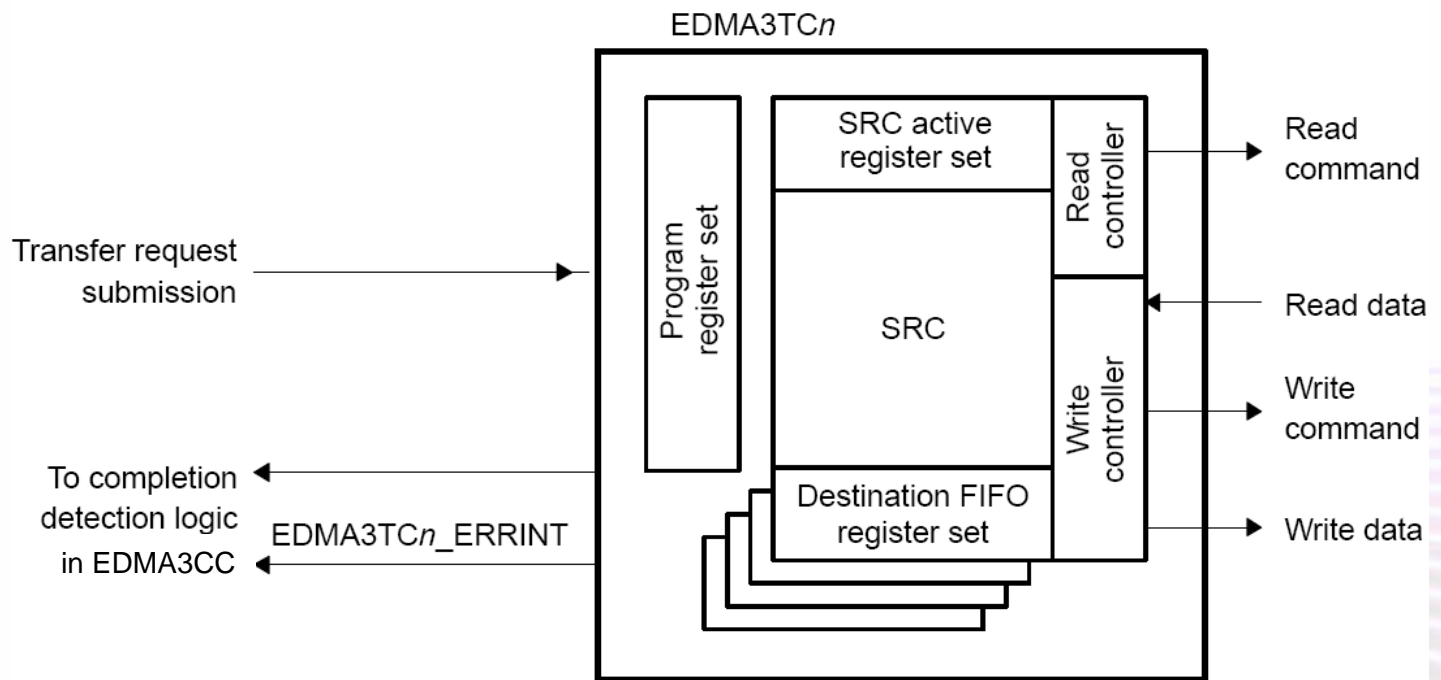 EDMA3TCn
Transfer request
submission
To completion
detection logic
in EDMA3CC
EDMA3TCn_ERRINT
Program
register set
SRC active
register set
SRC
Destination FIFO
register set
Read
controller
Write
controller
Read
command
Read data
Write
command
Write data